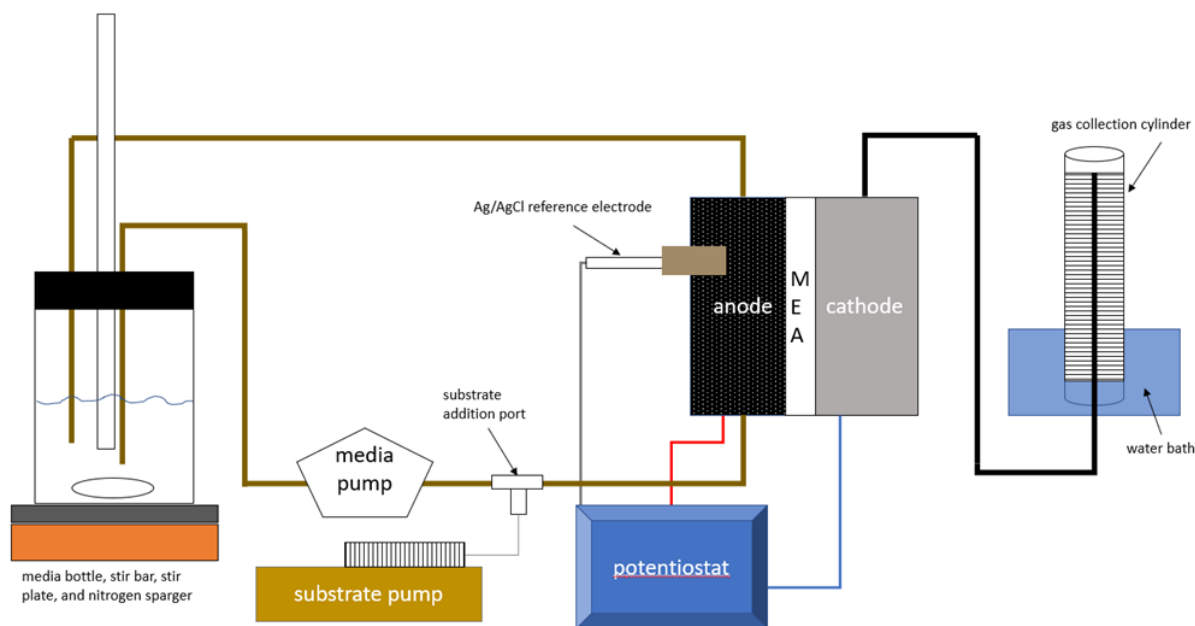 gas collection cylinder
Ag/AgCl reference electrode
M
E
A
anode
cathode
substrate
addition port
media
pump
water bath
potentiostat
media bottle, stir bar, stir
plate, and nitrogen sparger
substrate pump